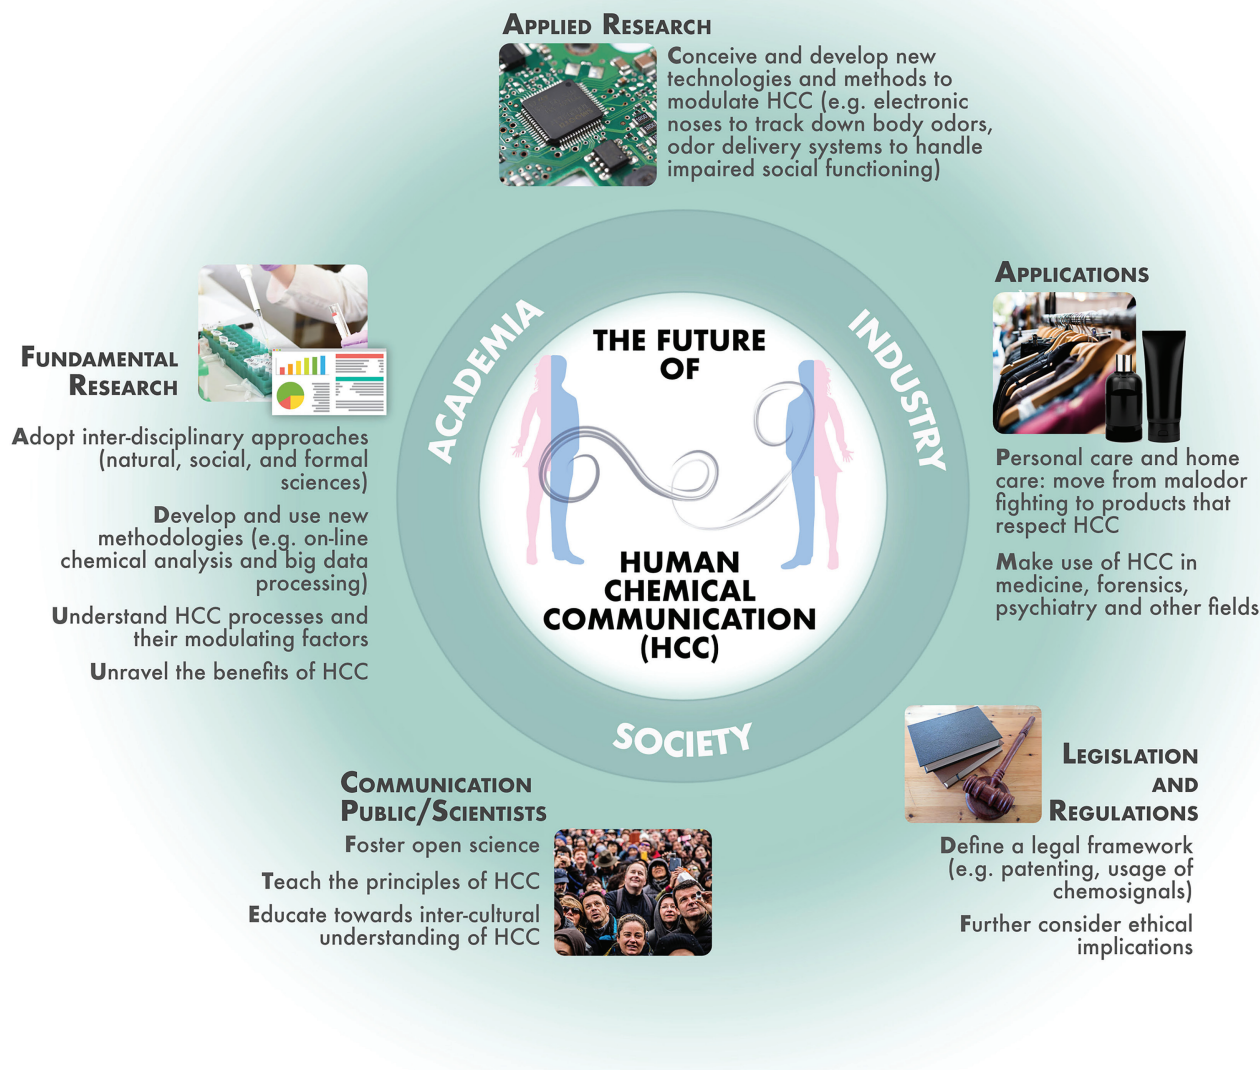 APPLIED RESEARCH
Conceive and develop new
technologies and methods to
modulate HCC (e.g. electronic
noses to track down body odors,
odor delivery systems to handle
impaired social functioning)
ACADEMIA
INDUSTRY
SOCIETY
THE FUTURE
OF
HUMAN
CHEMICAL
COMMUNICATION
(HCC)
FUNDAMENTAL
RESEARCH
Adopt inter-disciplinary approaches
(natural, social, and formal
sciences)
Develop and use new
methodologies (e.g. on-line
chemical analysis and big data
processing)
Understand HCC processes and
their modulating factors
Unravel the benefits of HCC
APPLICATIONS
Personal care and home
care: move from malodor
fighting to products that
respect HCC
Make use of HCC in
medicine, forensics,
psychiatry and other fields
COMMUNICATION
PUBLIC/SCIENTISTS
Foster open science
Teach the principles of HCC
Educate towards inter-cultural
understanding of HCC
LEGISLATION
AND
REGULATIONS
Define a legal framework
(e.g. patenting, usage of
chemosignals)
Further consider ethical
implications